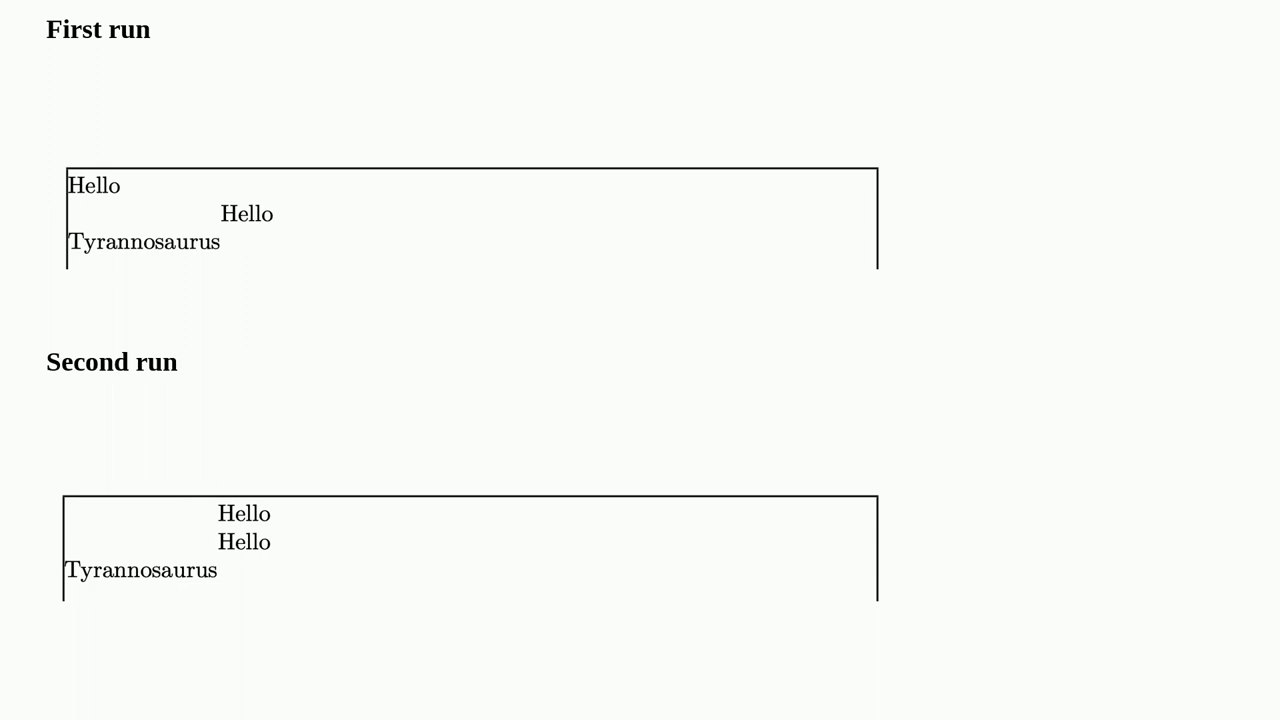 First run
Hello
Hello
Tyrannosaurus
Second run
Hello
Hello
Tyrannosaurus